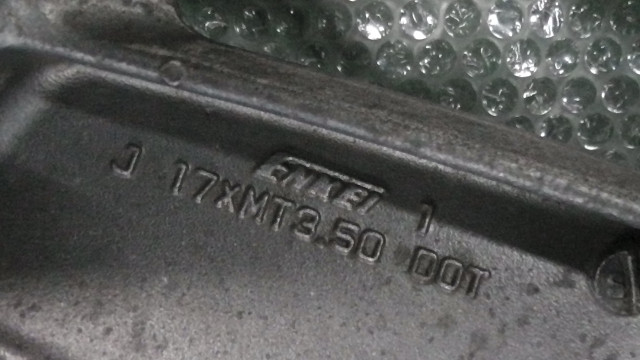 ENKEI 1
J 17XMT3.50 DOT